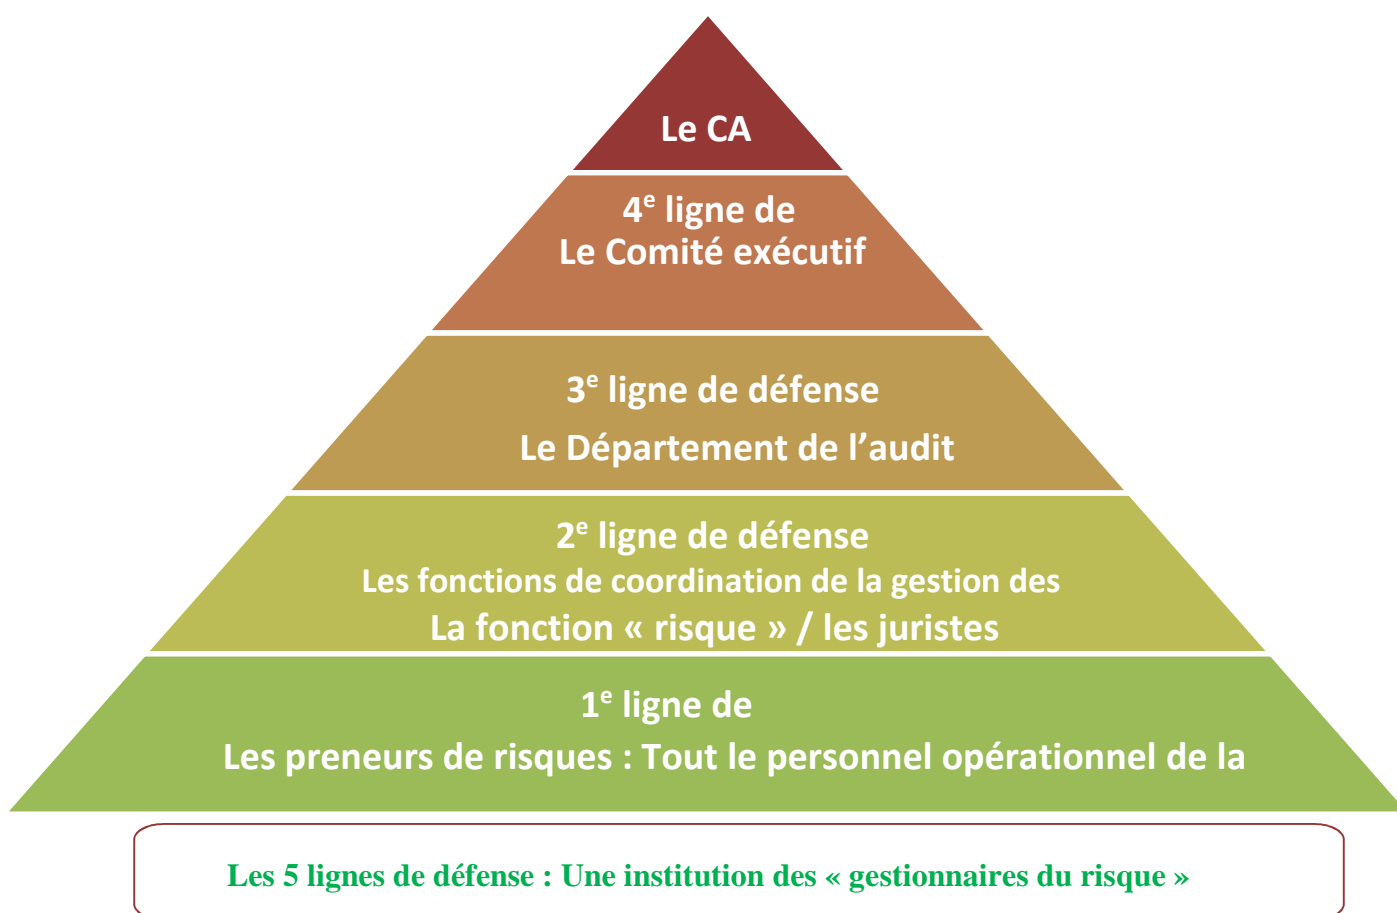 Le CA
4e ligne de
Le Comité exécutif
3e ligne de défense
Le Département de l’audit
2e ligne de défense
Les fonctions de coordination de la gestion des
La fonction « risque » / les juristes
1e ligne de
Les preneurs de risques : Tout le personnel opérationnel de la
Les 5 lignes de défense : Une institution des « gestionnaires du risque »